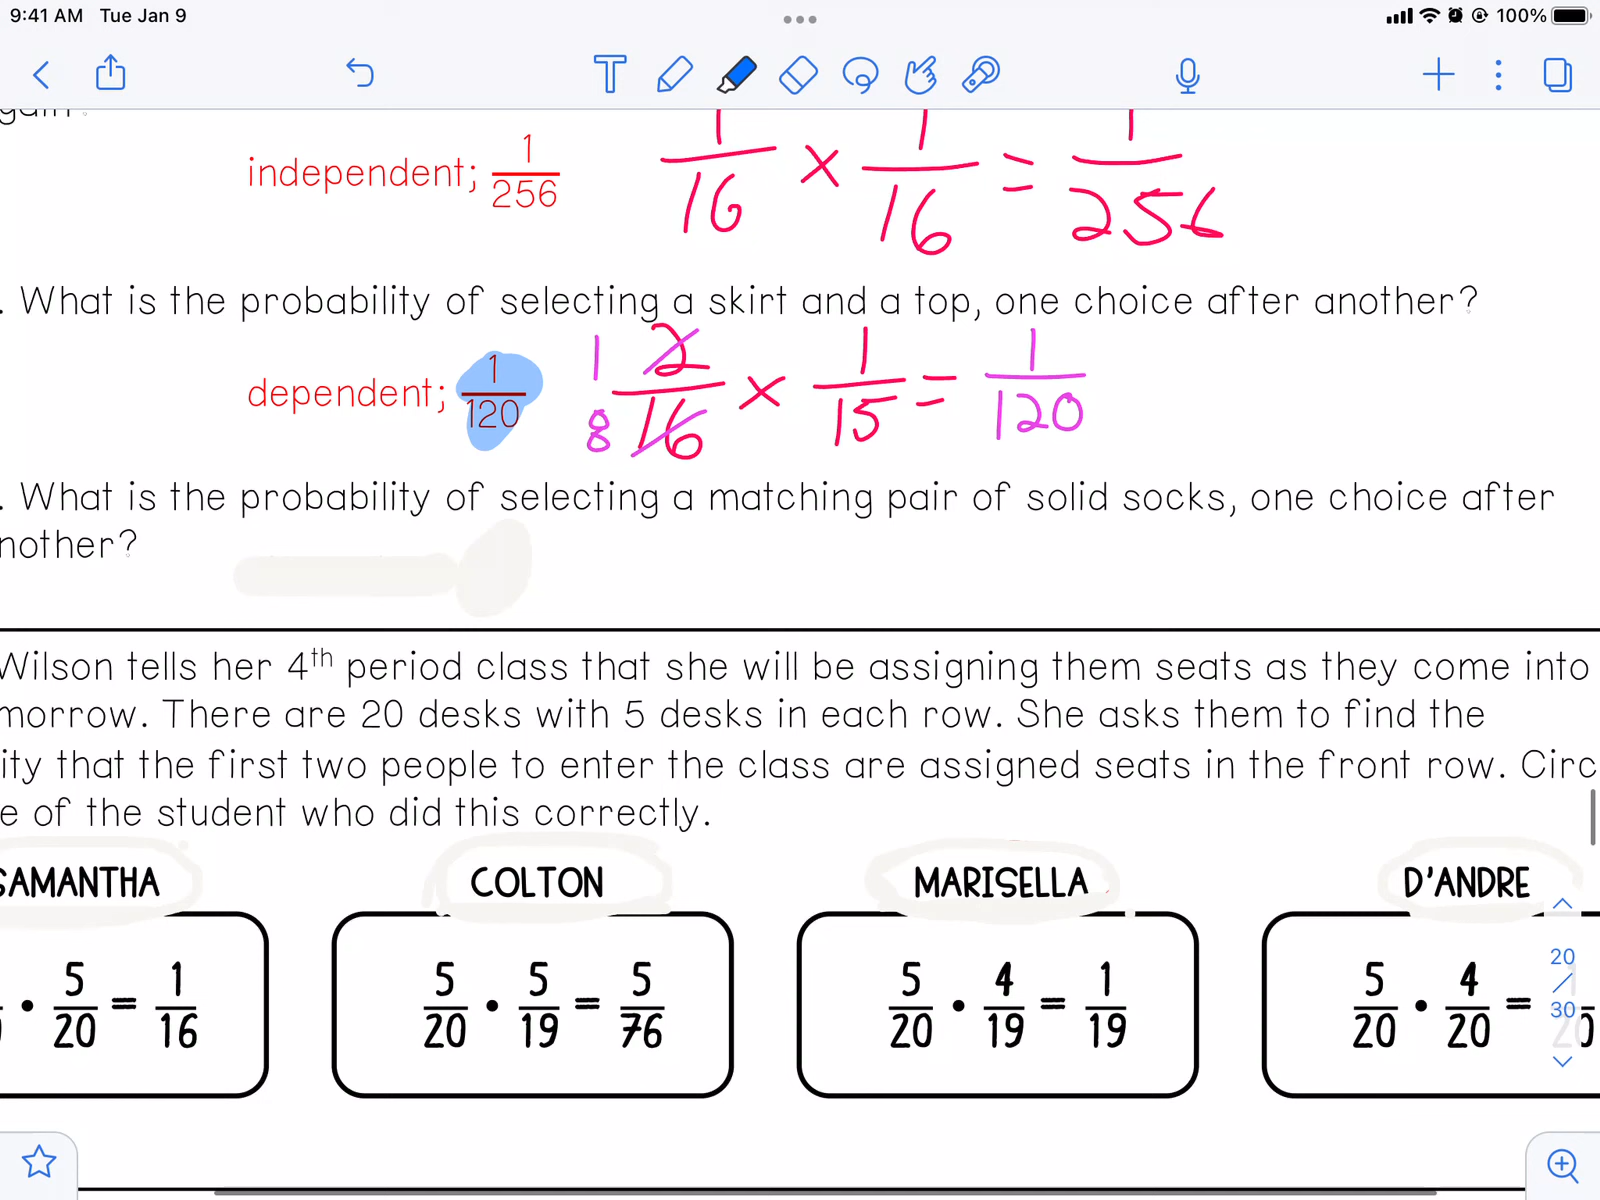 9:41 AM Tue Jan 9 100%
independent; 1/256 1/16 × 1/16 = 1/256
. What is the probability of selecting a skirt and a top, one choice after another?
dependent; 1/120 1 2/16 8 × 1/15 = 1/120
. What is the probability of selecting a matching pair of solid socks, one choice after
nother?
Wilson tells her 4th period class that she will be assigning them seats as they come into
morrow. There are 20 desks with 5 desks in each row. She asks them to find the
ity that the first two people to enter the class are assigned seats in the front row. Circ
e of the student who did this correctly.
SAMANTHA COLTON MARISELLA D'ANDRE
· 5/20 = 1/16
5/20 · 5/19 = 5/76
5/20 · 4/19 = 1/19
5/20 · 4/20 =
20/30